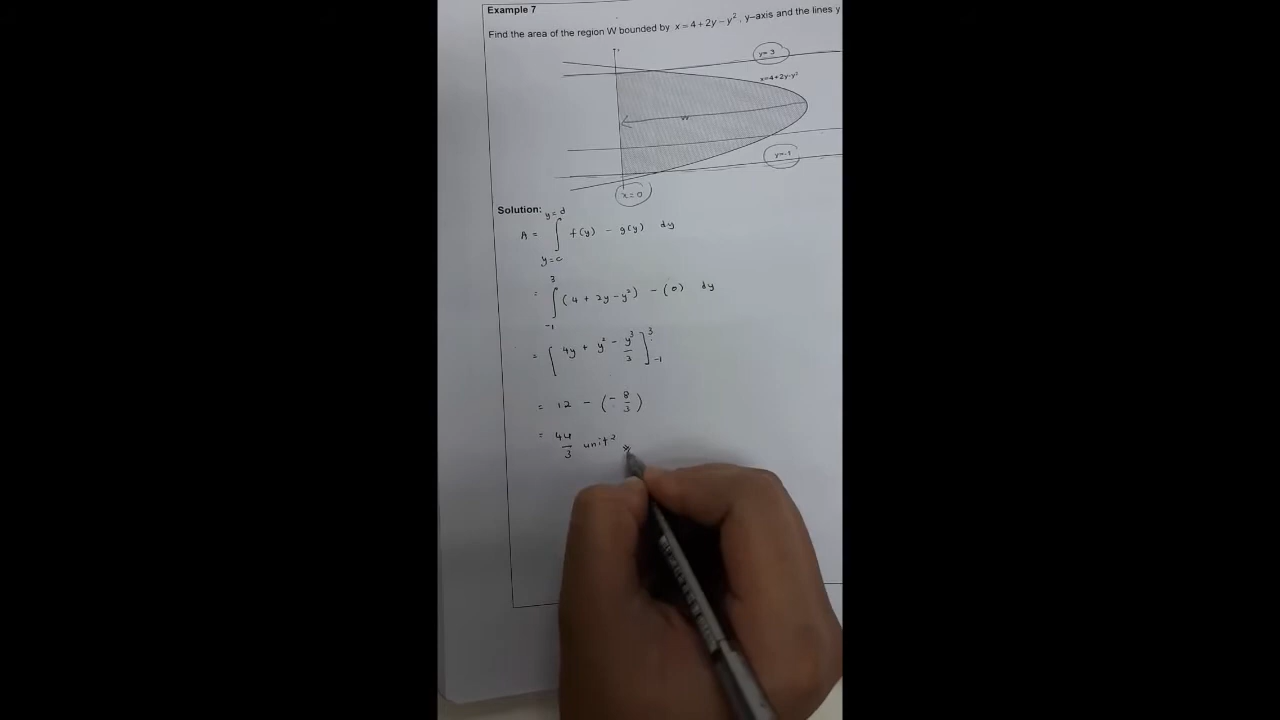 Example 7
Find the area of the region W bounded by x = 4 + 2y − y², y–axis and the lines y
y= 3
x=4+2y-y²
W
y=-1
x = 0
Solution:
y = d
A = ∫ f(y) − g(y) dy
y = c
3
= ∫ (4 + 2y − y²) − (0) dy
−1
= [ 4y + y² − y³/3 ]³₋₁
= 12 − (− 8/3)
= 44/3 unit²